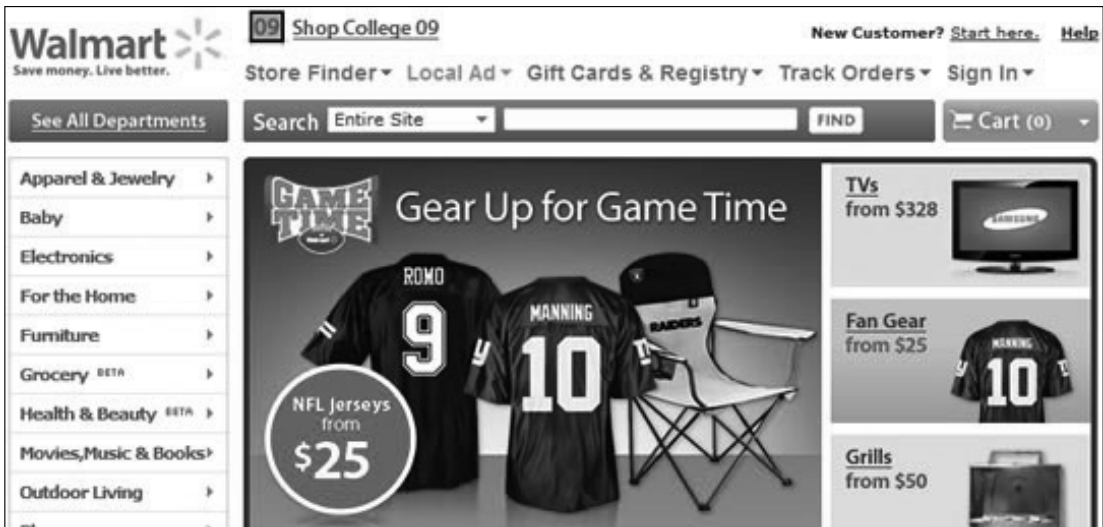 Walmart
Save money. Live better.
09 Shop College 09
New Customer? Start here. Help
Store Finder Local Ad Gift Cards & Registry Track Orders Sign In
See All Departments
Search Entire Site FIND
Cart (0)
Apparel & Jewelry
Baby
Electronics
For the Home
Furniture
Grocery BETA
Health & Beauty BETA
Movies,Music & Books
Outdoor Living
GAME TIME
Gear Up for Game Time
ROMO
9
MANNING
10
RAIDERS
NFL Jerseys
from
$25
TVs
from $328
SAMSUNG
Fan Gear
from $25
MANNING
10
Grills
from $50